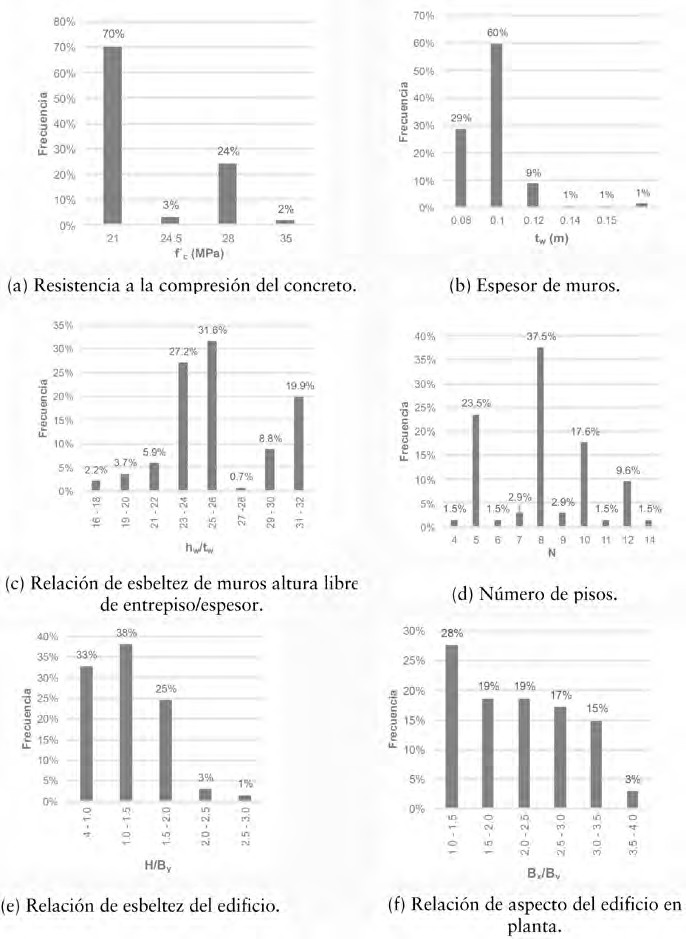 80%
70%
60%
50%
40%
30%
20%
10%
0%
Frecuencia
70%
3%
24%
2%
21
24.5
28
35
f´c (MPa)
(a) Resistencia a la compresión del concreto.
70%
60%
50%
40%
30%
20%
10%
0%
Frecuencia
29%
60%
9%
1%
1%
1%
0.08
0.1
0.12
0.14
0.15
tw (m)
(b) Espesor de muros.
35%
30%
25%
20%
15%
10%
5%
0%
Frecuencia
2.2%
3.7%
5.9%
27.2%
31.6%
0.7%
8.8%
19.9%
16 - 18
19 - 20
21 - 22
23 - 24
25 - 26
27 -28
29 - 30
31 - 32
hw/tw
(c) Relación de esbeltez de muros altura libre
de entrepiso/espesor.
40%
35%
30%
25%
20%
15%
10%
5%
0%
Frecuencia
1.5%
23.5%
1.5%
2.9%
37.5%
2.9%
17.6%
1.5%
9.6%
1.5%
4
5
6
7
8
9
10
11
12
14
N
(d) Número de pisos.
40%
35%
30%
25%
20%
15%
10%
5%
0%
Frecuencia
33%
38%
25%
3%
1%
.4 - 1.0
1.0 - 1.5
1.5 - 2.0
2.0 - 2.5
2.5 - 3.0
H/By
(e) Relación de esbeltez del edificio.
30%
25%
20%
15%
10%
5%
0%
Frecuencia
28%
19%
19%
17%
15%
3%
1.0 - 1.5
1.5 - 2.0
2.0 - 2.5
2.5 - 3.0
3.0 - 3.5
3.5 - 4.0
Bx/By
(f) Relación de aspecto del edificio en
planta.